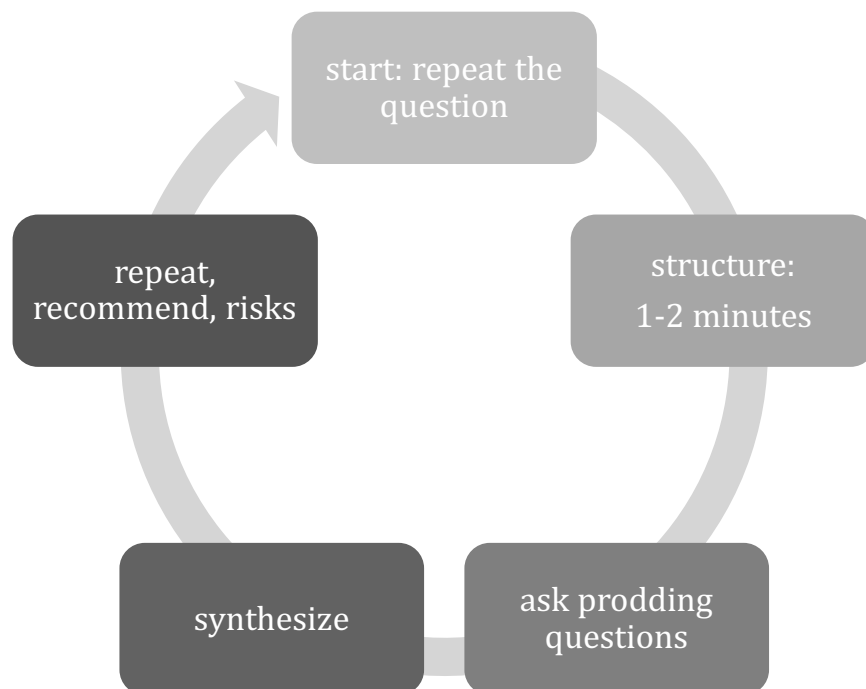 start: repeat the
question
structure:
1-2 minutes
ask prodding
questions
synthesize
repeat,
recommend, risks